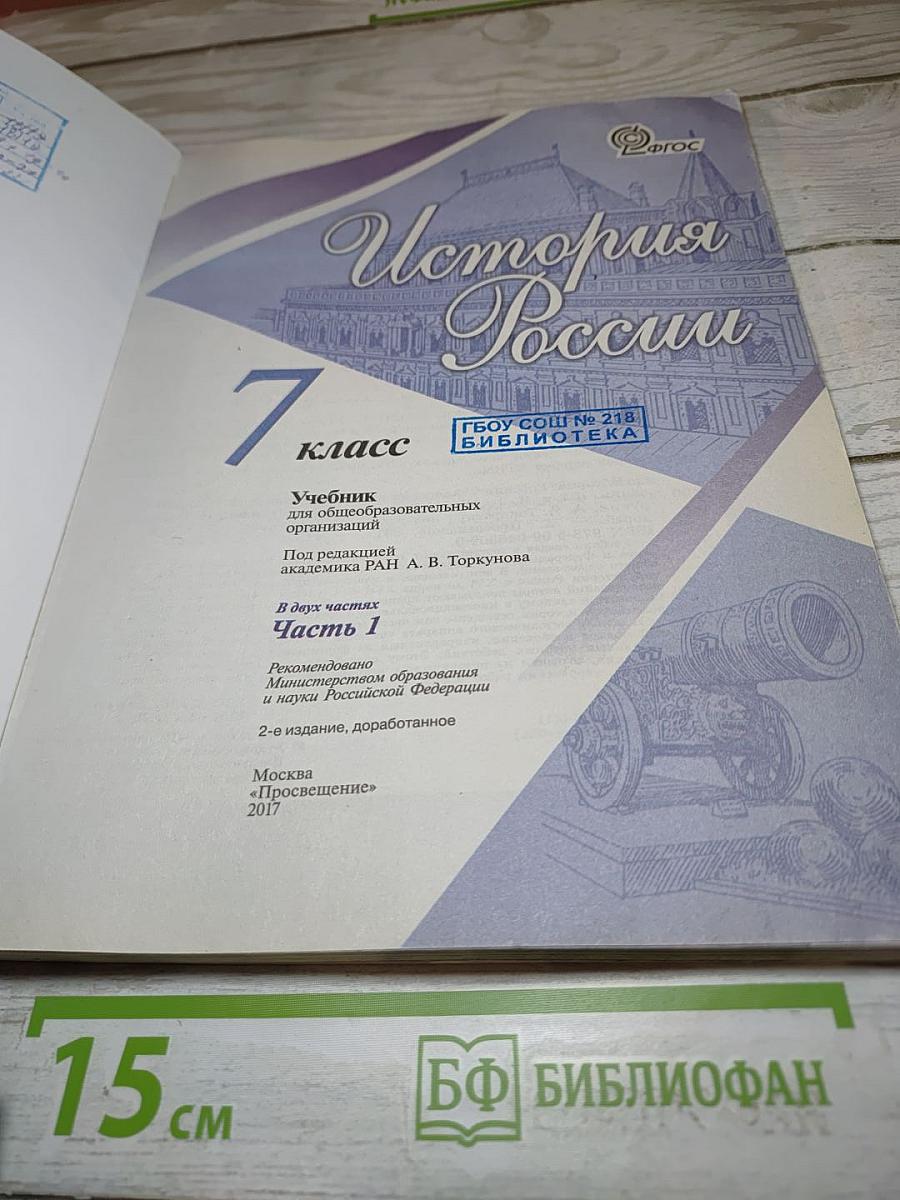 ФГОС
История
России
7 класс
ГБОУ СОШ № 218
БИБЛИОТЕКА
Учебник
для общеобразовательных
организаций
Под редакцией
академика РАН А. В. Торкунова
В двух частях
Часть 1
Рекомендовано
Министерством образования
и науки Российской Федерации
2-е издание, доработанное
Москва
«Просвещение»
2017
15 см
БФ БИБЛИОФАН